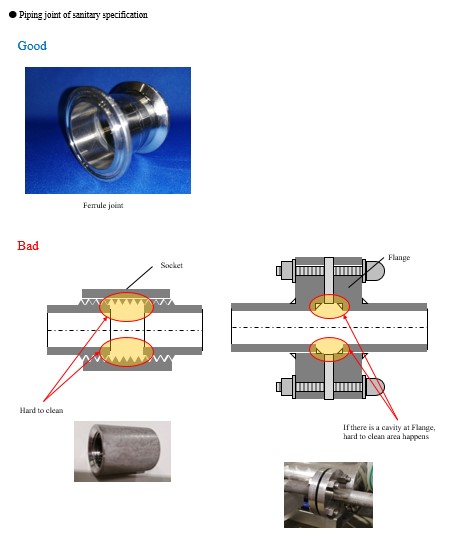 ● Piping joint of sanitary specification
Good
Ferrule joint
Bad
Socket
Flange
Hard to clean
If there is a cavity at Flange,
hard to clean area happens